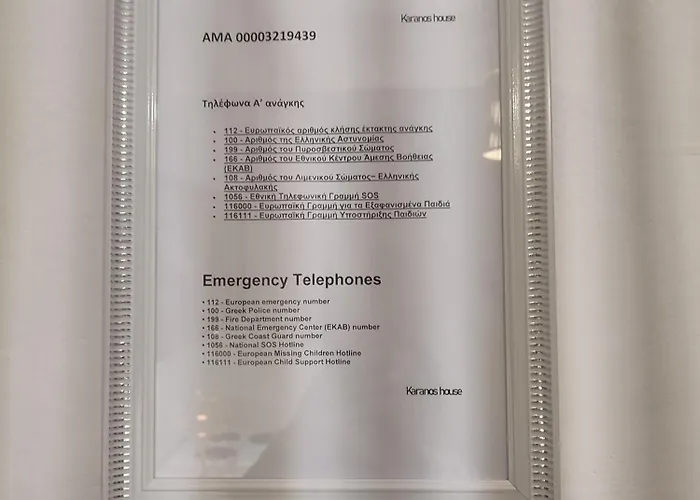 Karanos house
AMA 00003219439
Τηλέφωνα Α' ανάγκης
• 112 - Ευρωπαϊκός αριθμός κλήσης έκτακτης ανάγκης
• 100 - Αριθμός της Ελληνικής Αστυνομίας
• 199 - Αριθμός του Πυροσβεστικού Σώματος
• 166 - Αριθμός του Εθνικού Κέντρου Άμεσης Βοήθειας
(ΕΚΑΒ)
• 108 - Αριθμός του Λιμενικού Σώματος– Ελληνικής
Ακτοφυλακής
• 1056 - Εθνική Τηλεφωνική Γραμμή SOS
• 116000 - Ευρωπαϊκή Γραμμή για τα Εξαφανισμένα Παιδιά
• 116111 - Ευρωπαϊκή Γραμμή Υποστήριξης Παιδιών
Emergency Telephones
• 112 - European emergency number
• 100 - Greek Police number
• 199 - Fire Department number
• 166 - National Emergency Center (EKAB) number
• 108 - Greek Coast Guard number
• 1056 - National SOS Hotline
• 116000 - European Missing Children Hotline
• 116111 - European Child Support Hotline
Karanos house